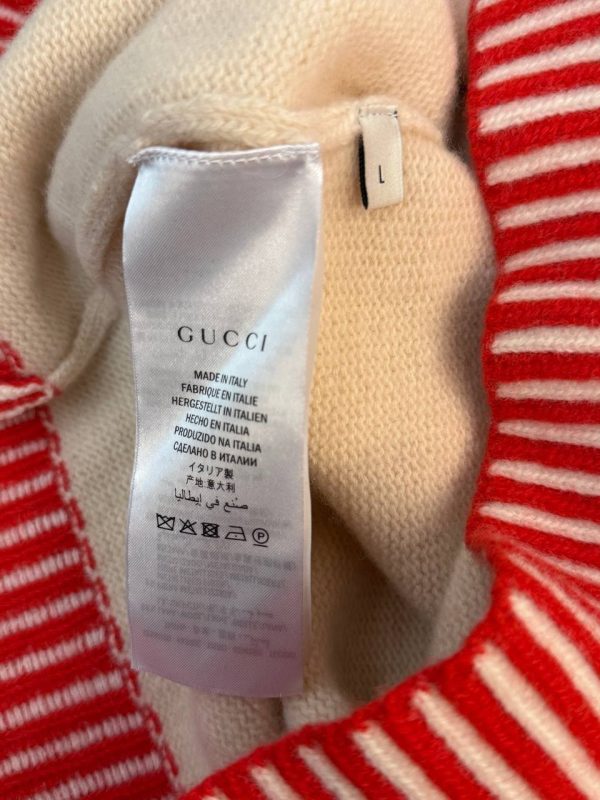 L
GUCCI
MADE IN ITALY
FABRIQUE EN ITALIE
HERGESTELLT IN ITALIEN
HECHO EN ITALIA
PRODUZIDO NA ITALIA
СДЕЛАНО В ИТАЛИИ
イタリア製
产地:意大利
صنع في إيطاليا
P